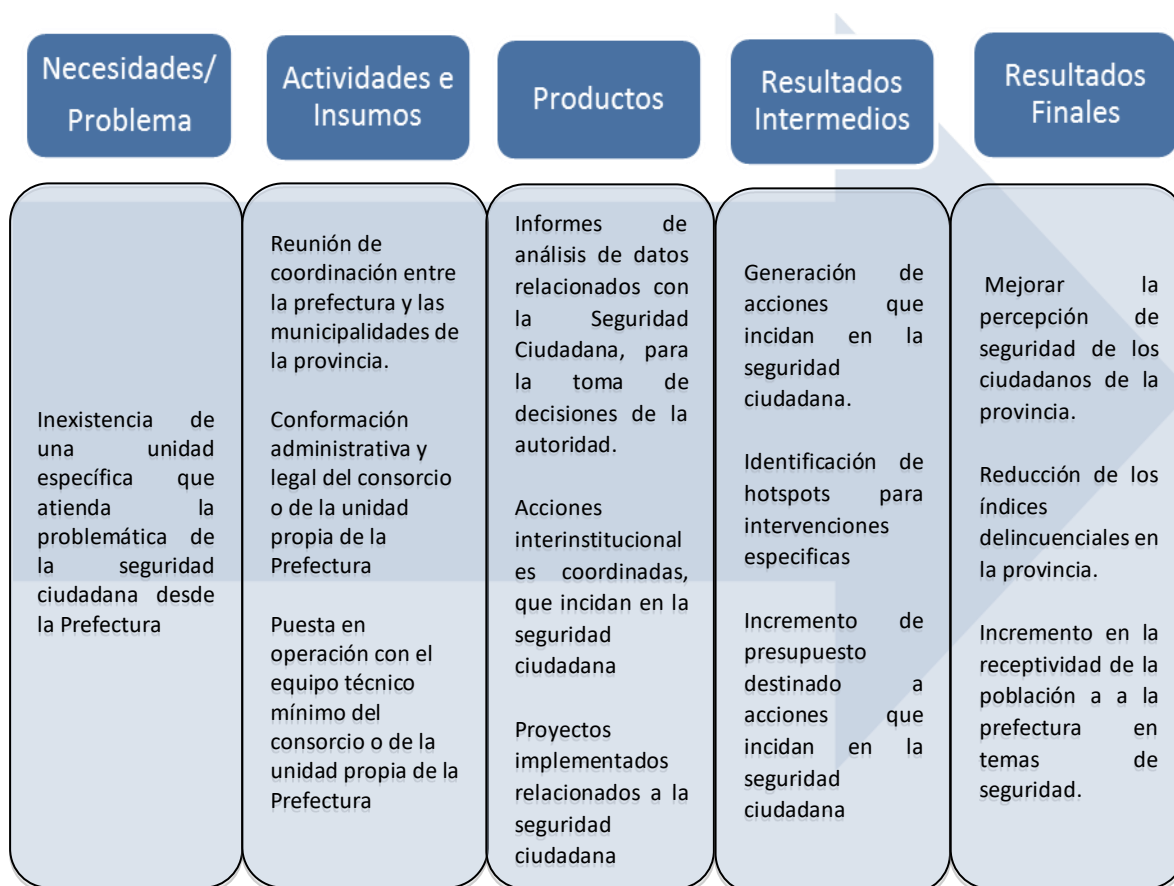 Necesidades/
Problema
Actividades e
Insumos
Productos
Resultados
Intermedios
Resultados
Finales
Inexistencia de
una unidad
específica que
atienda la
problemática de
la seguridad
ciudadana desde
la Prefectura
Reunión de
coordinación entre
la prefectura y las
municipalidades de
la provincia.
Conformación
administrativa y
legal del consorcio
o de la unidad
propia de la
Prefectura
Puesta en
operación con el
equipo técnico
mínimo del
consorcio o de la
unidad propia de la
Prefectura
Informes de
análisis de datos
relacionados con
la Seguridad
Ciudadana, para
la toma de
decisiones de la
autoridad.
Acciones
interinstitucional
es coordinadas,
que incidan en la
seguridad
ciudadana
Proyectos
implementados
relacionados a la
seguridad
ciudadana
Generación de
acciones que
incidan en la
seguridad
ciudadana.
Identificación de
hotspots para
intervenciones
especificas
Incremento de
presupuesto
destinado a
acciones que
incidan en la
seguridad
ciudadana
Mejorar la
percepción de
seguridad de los
ciudadanos de la
provincia.
Reducción de los
índices
delincuenciales en
la provincia.
Incremento en la
receptividad de la
población a a la
prefectura en
temas de
seguridad.